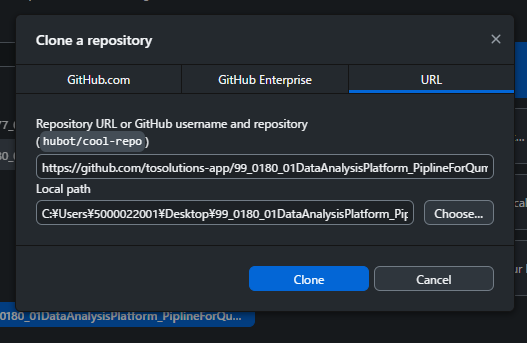 Clone a repository
GitHub.com
GitHub Enterprise
URL
Repository URL or GitHub username and repository
(hubot/cool-repo)
https://github.com/tosolutions-app/99_0180_01DataAnalysisPlatform_PiplineForQum
Local path
C:¥Users¥5000022001¥Desktop¥99_0180_01DataAnalysisPlatform_Pip
Choose...
Clone
Cancel
0180_01DataAnalysisPlatform_PiplineForQu...